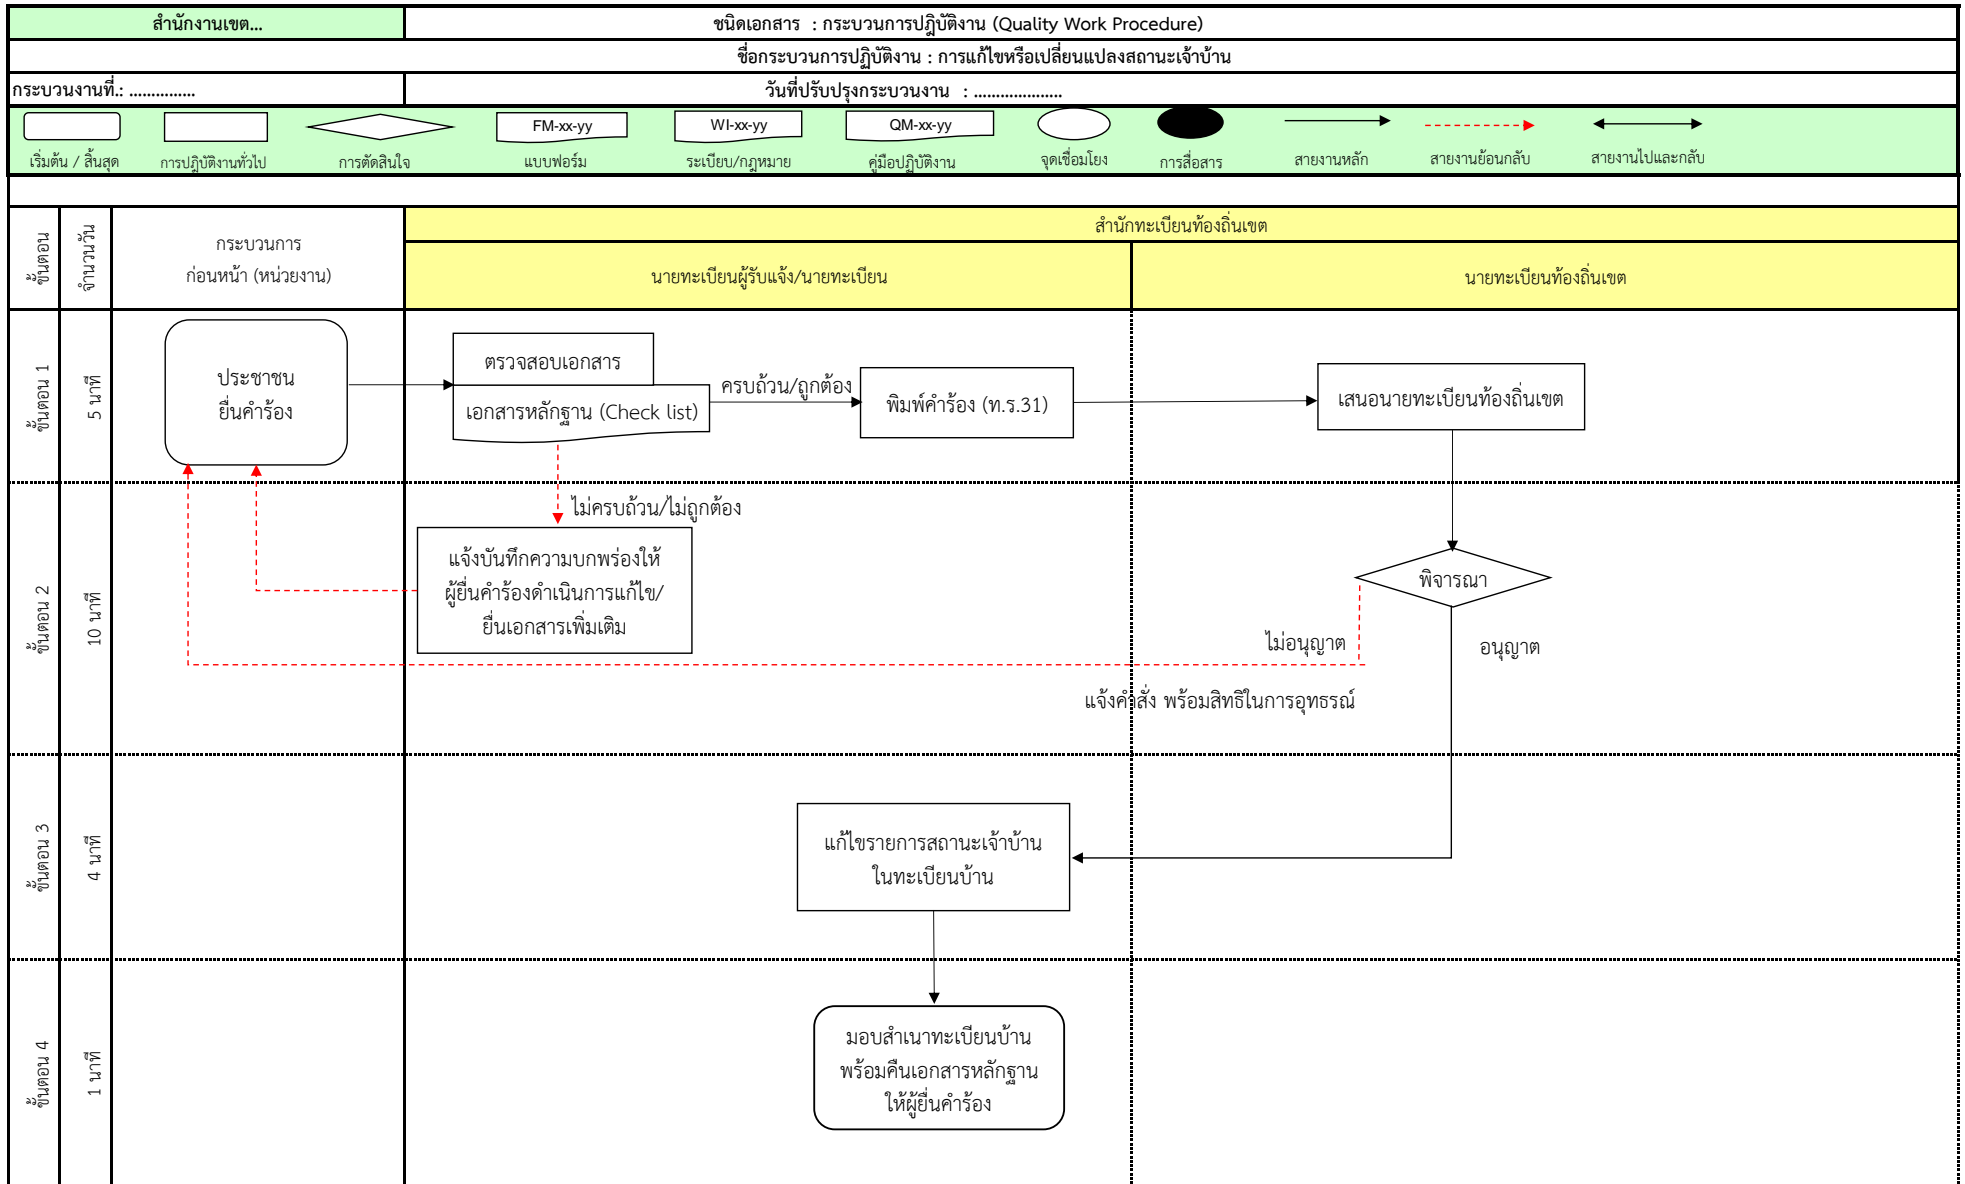 สำนักงานเขต...
ชนิดเอกสาร : กระบวนการปฏิบัติงาน (Quality Work Procedure)
ชื่อกระบวนการปฏิบัติงาน : การแก้ไขหรือเปลี่ยนแปลงสถานะเจ้าบ้าน
กระบวนงานที่.: ...............
วันที่ปรับปรุงกระบวนงาน : ....................
FM-xx-yy
WI-xx-yy
QM-xx-yy
เริ่มต้น / สิ้นสุด
การปฏิบัติงานทั่วไป
การตัดสินใจ
แบบฟอร์ม
ระเบียบ/กฎหมาย
คู่มือปฏิบัติงาน
จุดเชื่อมโยง
การสื่อสาร
สายงานหลัก
สายงานย้อนกลับ
สายงานไปและกลับ
ขั้นตอน
จำนวนวัน
กระบวนการ
ก่อนหน้า (หน่วยงาน)
สำนักทะเบียนท้องถิ่นเขต
นายทะเบียนผู้รับแจ้ง/นายทะเบียน
นายทะเบียนท้องถิ่นเขต
ขั้นตอน 1
5 นาที
ประชาชน
ยื่นคำร้อง
ตรวจสอบเอกสาร
เอกสารหลักฐาน (Check list)
ครบถ้วน/ถูกต้อง
พิมพ์คำร้อง (ท.ร.31)
เสนอนายทะเบียนท้องถิ่นเขต
ขั้นตอน 2
10 นาที
ไม่ครบถ้วน/ไม่ถูกต้อง
แจ้งบันทึกความบกพร่องให้
ผู้ยื่นคำร้องดำเนินการแก้ไข/
ยื่นเอกสารเพิ่มเติม
พิจารณา
ไม่อนุญาต
อนุญาต
แจ้งคำสั่ง พร้อมสิทธิในการอุทธรณ์
ขั้นตอน 3
4 นาที
แก้ไขรายการสถานะเจ้าบ้าน
ในทะเบียนบ้าน
ขั้นตอน 4
1 นาที
มอบสำเนาทะเบียนบ้าน
พร้อมคืนเอกสารหลักฐาน
ให้ผู้ยื่นคำร้อง